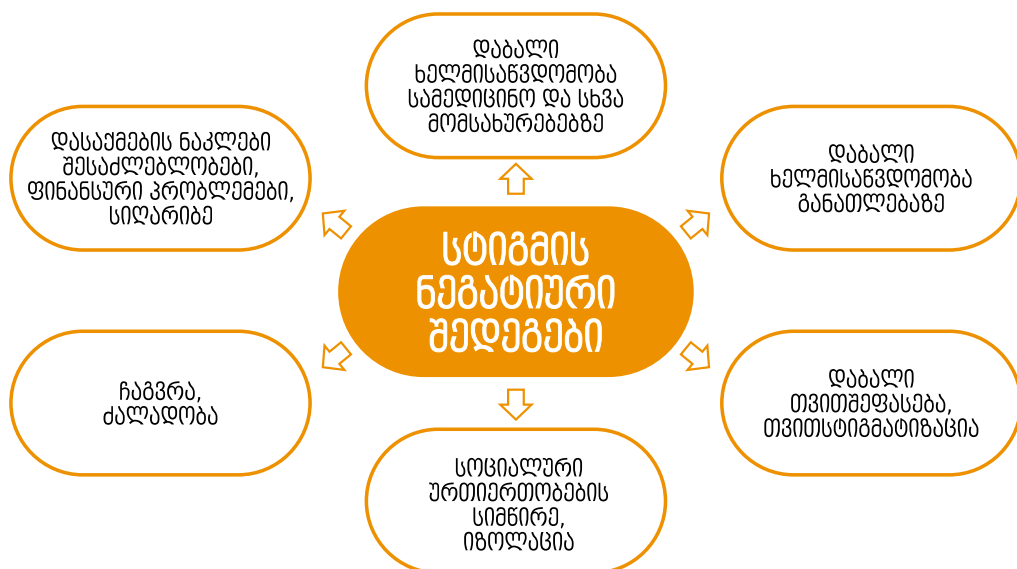 დაბალი
ხელმისაწვდომობა
სამედიცინო და სხვა
მომსახურებებზე
დასაქმების ნაკლები
შესაძლებლობები,
ფინანსური პრობლემები,
სიღარიბე
დაბალი
ხელმისაწვდომობა
განათლებაზე
სტიგმის
ნეგატიური
შედეგები
ჩაგვრა,
ძალადობა
დაბალი
თვითშეფასება,
თვითსტიგმატიზაცია
სოციალური
ურთიერთობების
სიმწირე,
იზოლაცია